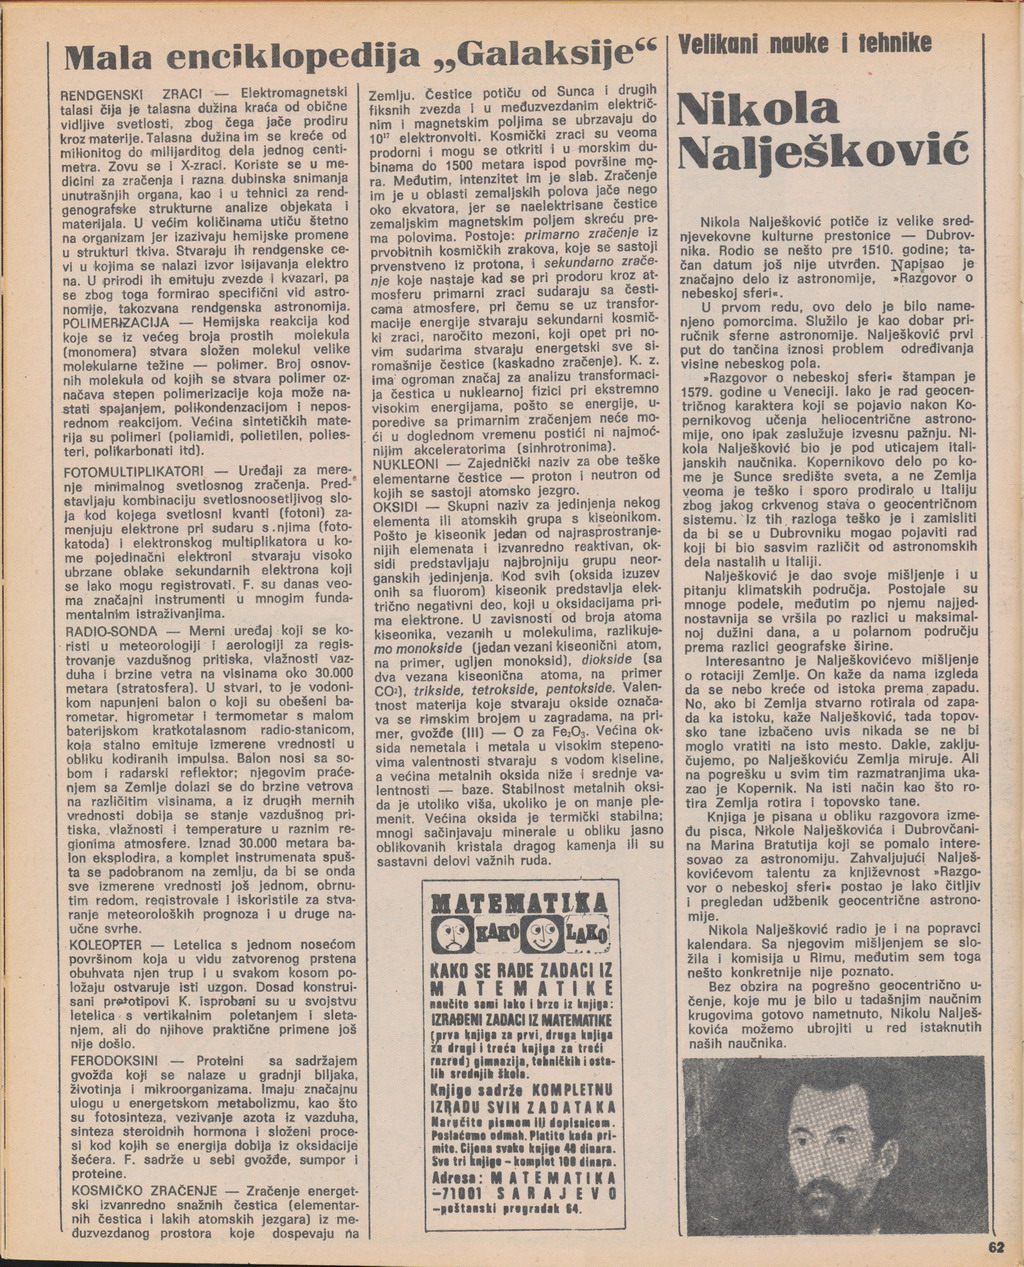 Mala enciklopedija „Galaksije“
RENDGENSKI ZRACI — Elektromagnetski
talasi čija je talasna dužina kraća od obične
vidljive svetlosti, zbog čega jače prodiru
kroz materije. Talasna dužina im se kreće od
milionitog do milijarditog dela jednog centi-
metra. Zovu se i X-zraci. Koriste se u me-
dicini za zračenja i razna dubinska snimanja
unutrašnjih organa, kao i u tehnici za rend-
genografske strukturne analize objekata i
materijala. U većim količinama utiču štetno
na organizam jer izazivaju hemijske promene
u strukturi tkiva. Stvaraju ih rendgenske ce-
vi u kojima se nalazi izvor isijavanja elektro
na. U prirodi ih emituju zvezde i kvazari, pa
se zbog toga formirao specifični vid astro-
nomije, takozvana rendgenska astronomija.
POLIMERIZACIJA — Hemijska reakcija kod
koje se iz većeg broja prostih molekula
(monomera) stvara složen molekul velike
molekularne težine — polimer. Broj osnov-
nih molekula od kojih se stvara polimer oz-
načava stepen polimerizacije koja može na-
stati spajanjem, polikondenzacijom i nepos-
rednom reakcijom. Većina sintetičkih mate-
rija su polimeri (poliamidi, polietilen, polies-
teri, polikarbonati itd).
FOTOMULTIPLIKATORI — Uređaji za mere-
nje minimalnog svetlosnog zračenja. Pred-
stavljaju kombinaciju svetlosnoosetljivog slo-
ja kod kojega svetlosni kvanti (fotoni) za-
menjuju elektrone pri sudaru s njima (foto-
katoda) i elektronskog multiplikatora u ko-
me pojedinačni elektroni stvaraju visoko
ubrzane oblake sekundarnih elektrona koji
se lako mogu registrovati. F. su danas veo-
ma značajni instrumenti u mnogim funda-
mentalnim istraživanjima.
RADIO-SONDA — Merni uređaj koji se ko-
risti u meteorologiji i aerologiji za regis-
trovanje vazdušnog pritiska, vlažnosti vaz-
duha i brzine vetra na visinama oko 30.000
metara (stratosfera). U stvari, to je vodoni-
kom napunjeni balon o koji su obešeni ba-
rometar, higrometar i termometar s malom
baterijskom kratkotalasnom radio-stanicom,
koja stalno emituje izmerene vrednosti u
obliku kodiranih impulsa. Balon nosi sa so-
bom i radarski reflektor; njegovim praće-
njem sa Zemlje dolazi se do brzine vetrova
na različitim visinama, a iz drugih mernih
vrednosti dobija se stanje vazdušnog pri-
tiska, vlažnosti i temperature u raznim re-
gionima atmosfere. Iznad 30.000 metara ba-
lon eksplodira, a komplet instrumenata spuš-
ta se padobranom na zemlju, da bi se onda
sve izmerene vrednosti još jednom, obrnu-
tim redom, registrovale i iskoristile za stva-
ranje meteoroloških prognoza i u druge na-
učne svrhe.
KOLEOPTER — Letelica s jednom nosećom
površinom koja u vidu zatvorenog prstena
obuhvata njen trup i u svakom kosom po-
ložaju ostvaruje isti uzgon. Dosad konstrui-
sani prototipovi K. isprobani su u svojstvu
letelica s vertikalnim poletanjem i sleta-
njem, ali do njihove praktične primene još
nije došlo.
FERODOKSINI — Proteini sa sadržajem
gvožđa koji se nalaze u gradnji biljaka,
životinja i mikroorganizama. Imaju značajnu
ulogu u energetskom metabolizmu, kao što
su fotosinteza, vezivanje azota iz vazduha,
sinteza steroidnih hormona i složeni proce-
si kod kojih se energija dobija iz oksidacije
šećera. F. sadrže u sebi gvožđe, sumpor i
proteine.
KOSMIČKO ZRAČENJE — Zračenje energet-
ski izvanredno snažnih čestica (elementar-
nih čestica i lakih atomskih jezgara) iz me-
đuzvezdanog prostora koje dospevaju na
Zemlju. Čestice potiču od Sunca i drugih
fiksnih zvezda i u međuzvezdanim električ-
nim i magnetskim poljima se ubrzavaju do
10¹⁷ elektronvolti. Kosmički zraci su veoma
prodorni i mogu se otkriti i u morskim du-
binama do 1500 metara ispod površine mo-
ra. Međutim, intenzitet im je slab. Zračenje
im je u oblasti zemaljskih polova jače nego
oko ekvatora, jer se naelektrisane čestice
zemaljskim magnetskim poljem skreću pre-
ma polovima. Postoje: primarno zračenje iz
prvobitnih kosmičkih zrakova, koje se sastoji
prvenstveno iz protona, i sekundarno zrače-
nje koje nastaje kad se pri prodoru kroz at-
mosferu primarni zraci sudaraju sa česti-
cama atmosfere, pri čemu se uz transfor-
macije energije stvaraju sekundarni kosmič-
ki zraci, naročito mezoni, koji opet pri no-
vim sudarima stvaraju energetski sve si-
romašnije čestice (kaskadno zračenje). K. z.
ima ogroman značaj za analizu transformaci-
ja čestica u nuklearnoj fizici pri ekstremno
visokim energijama, pošto se energije, u-
poredive sa primarnim zračenjem neće mo-
ći u doglednom vremenu postići ni najmoć-
nijim akceleratorima (sinhrotronima).
NUKLEONI — Zajednički naziv za obe teške
elementarne čestice — proton i neutron od
kojih se sastoji atomsko jezgro.
OKSIDI — Skupni naziv za jedinjenja nekog
elementa ili atomskih grupa s kiseonikom.
Pošto je kiseonik jedan od najrasprostranje-
nijih elemenata i izvanredno reaktivan, ok-
sidi predstavljaju najbrojniju grupu neor-
ganskih jedinjenja. Kod svih (oksida izuzev
onih sa fluorom) kiseonik predstavlja elek-
trično negativni deo, koji u oksidacijama pri-
ma elektrone. U zavisnosti od broja atoma
kiseonika, vezanih u molekulima, razlikuje-
mo monokside (jedan vezani kiseonični atom,
na primer, ugljen monoksid), diokside (sa
dva vezana kiseonična atoma, na primer
CO²), trikside, tetrokside, pentokside. Valen-
tnost materija koje stvaraju okside označa-
va se rimskim brojem u zagradama, na pri-
mer, gvožđe (III) — O za Fe₂O₃. Većina ok-
sida nemetala i metala u visokim stepeno-
vima valentnosti stvaraju s vodom kiseline,
a većina metalnih oksida niže i srednje va-
lentnosti — baze. Stabilnost metalnih oksi-
da je utoliko viša, ukoliko je on manje ple-
menit. Većina oksida je termički stabilna;
mnogi sačinjavaju minerale u obliku jasno
oblikovanih kristala dragog kamenja ili su
sastavni delovi važnih ruda.
MATEMATIKA
KAKO LAKO
KAKO SE RADE ZADACI IZ
MATEMATIKE
naučite sami lako i brzo iz knjiga:
IZRAĐENI ZADACI IZ MATEMATIKE
(prva knjiga za prvi, druga knjiga
za drugi i treća knjiga za treći
razred) gimnazija, tehničkih i osta-
lih srednjih škola.
Knjige sadrže KOMPLETNU
IZRADU SVIH ZADATAKA
Naručite pismom ili dopisnicom.
Poslaćemo odmah. Platite kada pri-
mite. Cijena svake knjige 40 dinara.
Sve tri knjige – komplet 100 dinara.
Adresa: MATEMATIKA
–71001 SARAJEVO
–poštanski pregradak 64.
Velikani nauke i tehnike
Nikola
Nalješković
Nikola Nalješković potiče iz velike sred-
njevekovne kulturne prestonice — Dubrov-
nika. Rodio se nešto pre 1510. godine; ta-
čan datum još nije utvrđen. Napisao je
značajno delo iz astronomije, »Razgovor o
nebeskoj sferi«.
U prvom redu, ovo delo je bilo name-
njeno pomorcima. Služilo je kao dobar pri-
ručnik sferne astronomije. Nalješković prvi
put do tančina iznosi problem određivanja
visine nebeskog pola.
»Razgovor o nebeskoj sferi« štampan je
1579. godine u Veneciji. Iako je rad geocen-
tričnog karaktera koji se pojavio nakon Ko-
pernikovog učenja heliocentrične astrono-
mije, ono ipak zaslužuje izvesnu pažnju. Ni-
kola Nalješković bio je pod uticajem itali-
janskih naučnika. Kopernikovo delo po ko-
me je Sunce središte sveta, a ne Zemlja
veoma je teško i sporo prodiralo u Italiju
zbog jakog crkvenog stava o geocentričnom
sistemu. Iz tih razloga teško je i zamisliti
da bi se u Dubrovniku mogao pojaviti rad
koji bi bio sasvim različit od astronomskih
dela nastalih u Italiji.
Nalješković je dao svoje mišljenje i u
pitanju klimatskih područja. Postojale su
mnoge podele, međutim po njemu najjed-
nostavnija se vršila po razlici u maksimal-
noj dužini dana, a u polarnom području
prema razlici geografske širine.
Interesantno je Nalješkovićevo mišljenje
o rotaciji Zemlje. On kaže da nama izgleda
da se nebo kreće od istoka prema zapadu.
No, ako bi Zemlja stvarno rotirala od zapa-
da ka istoku, kaže Nalješković, tada topov-
sko tane izbačeno uvis nikada se ne bi
moglo vratiti na isto mesto. Dakle, zaklju-
čujemo, po Nalješkoviću Zemlja miruje. Ali
na pogrešku u svim tim razmatranjima uka-
zao je Kopernik. Na isti način kao što ro-
tira Zemlja rotira i topovsko tane.
Knjiga je pisana u obliku razgovora izme-
đu pisca, Nikole Nalješkovića i Dubrovčani-
na Marina Bratutija koji se pomalo intere-
sovao za astronomiju. Zahvaljujući Nalješ-
kovićevom talentu za književnost »Razgo-
vor o nebeskoj sferi« postao je lako čitljiv
i pregledan udžbenik geocentrične astrono-
mije.
Nikola Nalješković radio je i na popravci
kalendara. Sa njegovim mišljenjem se slo-
žila i komisija u Rimu, međutim sem toga
nešto konkretnije nije poznato.
Bez obzira na pogrešno geocentrično u-
čenje, koje mu je bilo u tadašnjim naučnim
krugovima gotovo nametnuto, Nikolu Nalješ-
kovića možemo ubrojiti u red istaknutih
naših naučnika.
62